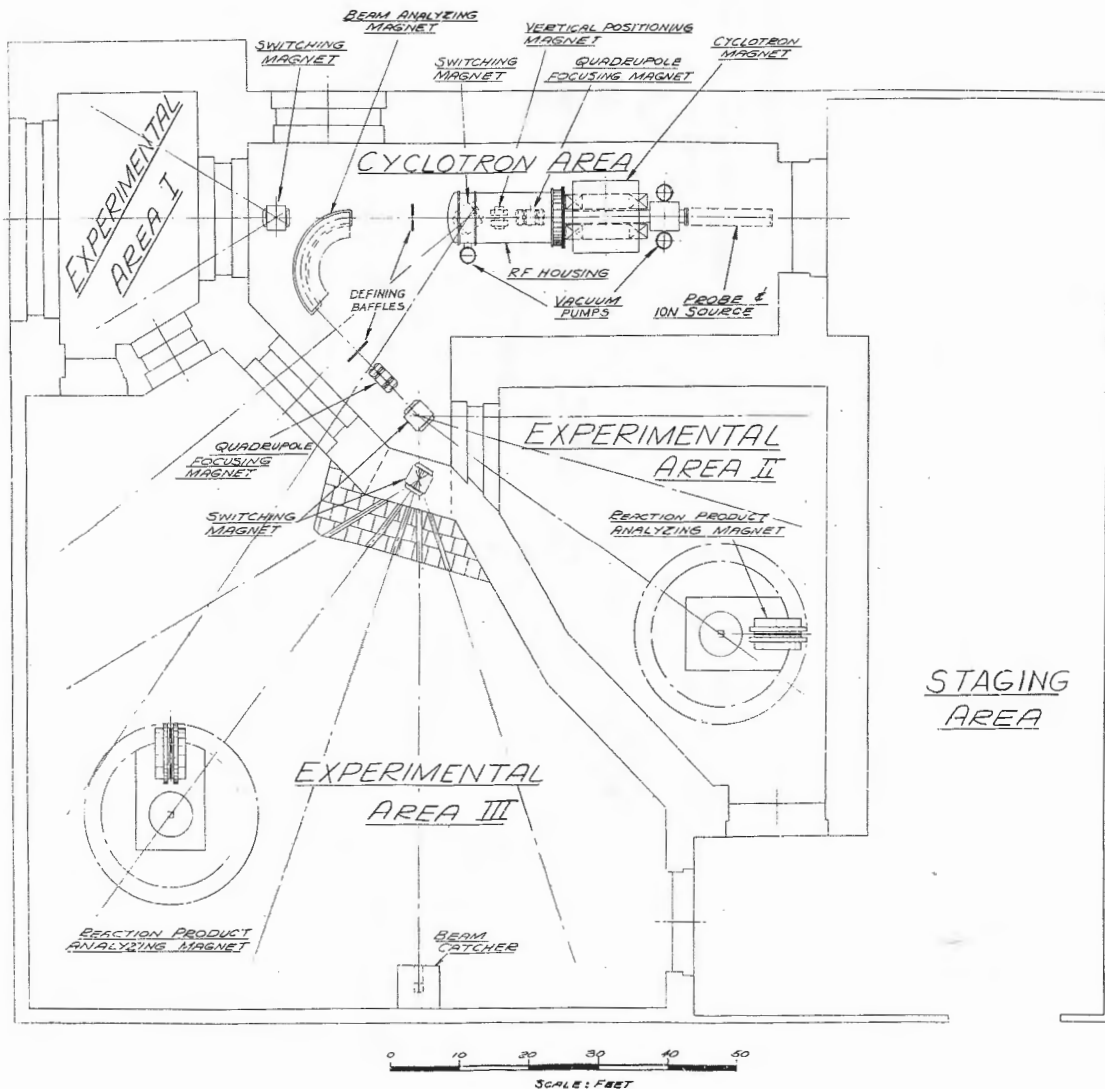 BEAM ANALYZING
MAGNET
SWITCHING
MAGNET
SWITCHING
MAGNET
VERTICAL POSITIONING
MAGNET
QUADRUPOLE
FOCUSING MAGNET
CYCLOTRON
MAGNET
EXPERIMENTAL
AREA I
CYCLOTRON AREA
DEFINING
BAFFLES
RF HOUSING
VACUUM
PUMPS
PROBE &
ION SOURCE
QUADRUPOLE
FOCUSING
MAGNET
SWITCHING
MAGNET
EXPERIMENTAL
AREA II
REACTION PRODUCT
ANALYZING MAGNET
STAGING
AREA
EXPERIMENTAL
AREA III
REACTION PRODUCT
ANALYZING MAGNET
BEAM
CATCHER
0 10 20 30 40 50
SCALE: FEET